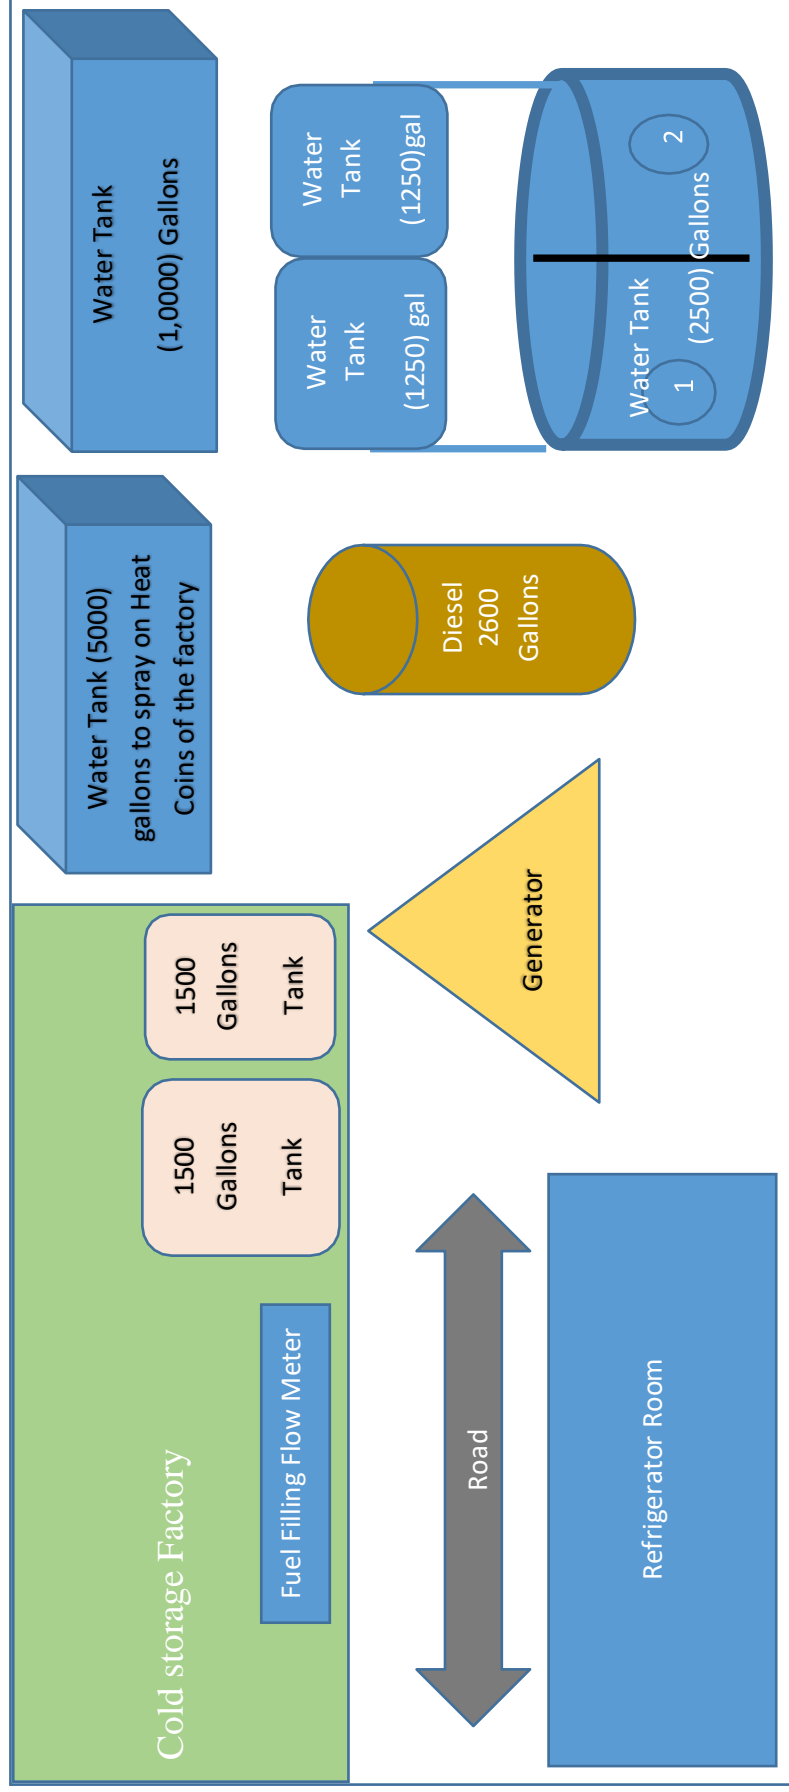 Cold storage Factory
Fuel Filling Flow Meter
1500
Gallons
Tank
1500
Gallons
Tank
Water Tank (5000)
gallons to spray on Heat
Coins of the factory
Water Tank
(1,0000) Gallons
Road
Refrigerator Room
Generator
Diesel
2600
Gallons
Water
Tank
(1250) gal
Water
Tank
(1250)gal
Water Tank
(2500) Gallons
1
2